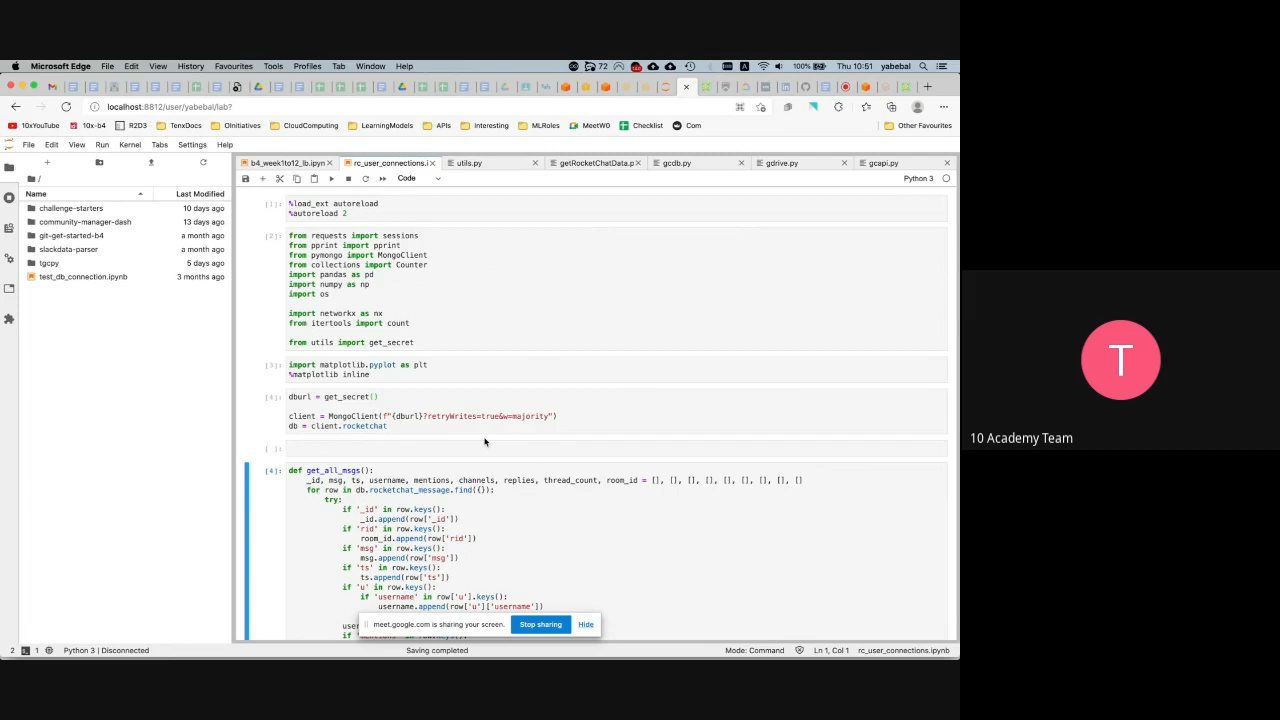 Microsoft Edge File Edit View History Favourites Tools Profiles Tab Window Help 72 100% Thu 10:51 yabebal
localhost:8812/user/yabebal/lab?
10xYouTube 10x-b4 R2D3 TenxDocs OInitiatives CloudComputing LearningModels APIs Interesting MLRoles MeetW0 Checklist Com Other Favourites
File Edit View Run Kernel Tabs Settings Help
b4_week1to12_lb.ipyn rc_user_connections.i utils.py getRocketChatData.p gcdb.py gdrive.py gcapi.py
Code Python 3
/
Name Last Modified
challenge-starters 10 days ago
community-manager-dash 13 days ago
git-get-started-b4 a month ago
slackdata-parser a month ago
tgcpy 5 days ago
test_db_connection.ipynb 3 months ago
[1]: %load_ext autoreload
%autoreload 2
[2]: from requests import sessions
from pprint import pprint
from pymongo import MongoClient
from collections import Counter
import pandas as pd
import numpy as np
import os
import networkx as nx
from itertools import count
from utils import get_secret
[3]: import matplotlib.pyplot as plt
%matplotlib inline
[4]: dburl = get_secret()
client = MongoClient(f"{dburl}?retryWrites=true&w=majority")
db = client.rocketchat
[ ]:
[4]: def get_all_msgs():
_id, msg, ts, username, mentions, channels, replies, thread_count, room_id = [], [], [], [], [], [], [], [], []
for row in db.rocketchat_message.find({}):
try:
if '_id' in row.keys():
_id.append(row['_id'])
if 'rid' in row.keys():
room_id.append(row['rid'])
if 'msg' in row.keys():
msg.append(row['msg'])
if 'ts' in row.keys():
ts.append(row['ts'])
if 'u' in row.keys():
if 'username' in row['u'].keys():
username.append(row['u']['username'])
meet.google.com is sharing your screen. Stop sharing Hide
2 1 Python 3 | Disconnected Saving completed Mode: Command Ln 1, Col 1 rc_user_connections.ipynb
T
10 Academy Team